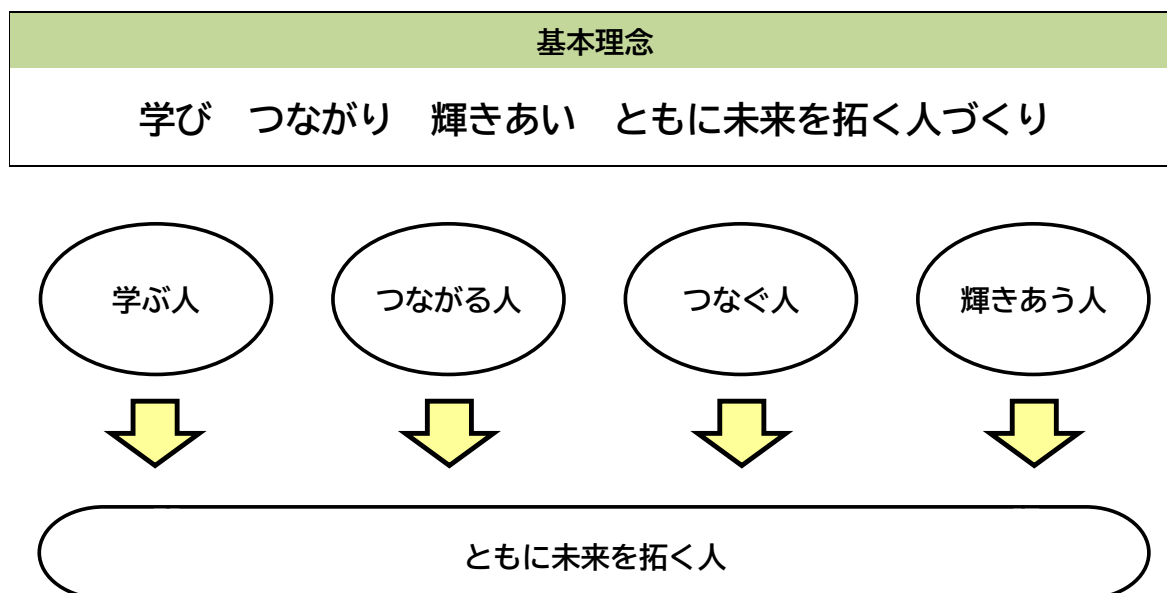 基本理念
学び　つながり　輝きあい　ともに未来を拓く人づくり
学ぶ人
つながる人
つなぐ人
輝きあう人
ともに未来を拓く人